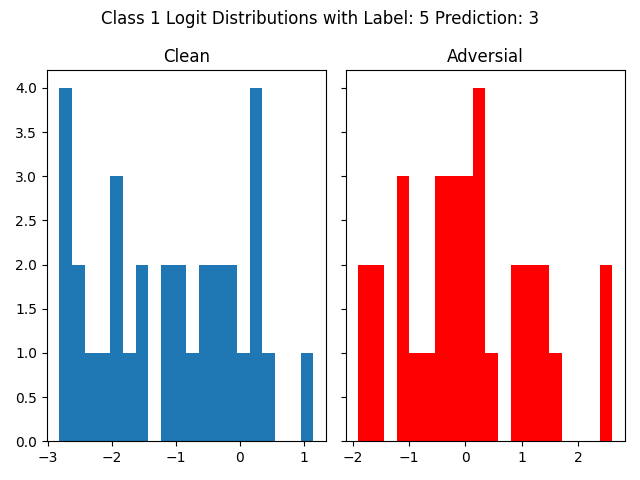 Class 1 Logit Distributions with Label: 5 Prediction: 3
Clean
Adversial
4.0
3.5
3.0
2.5
2.0
1.5
1.0
0.5
0.0
−3 −2 −1 0 1
−2 −1 0 1 2